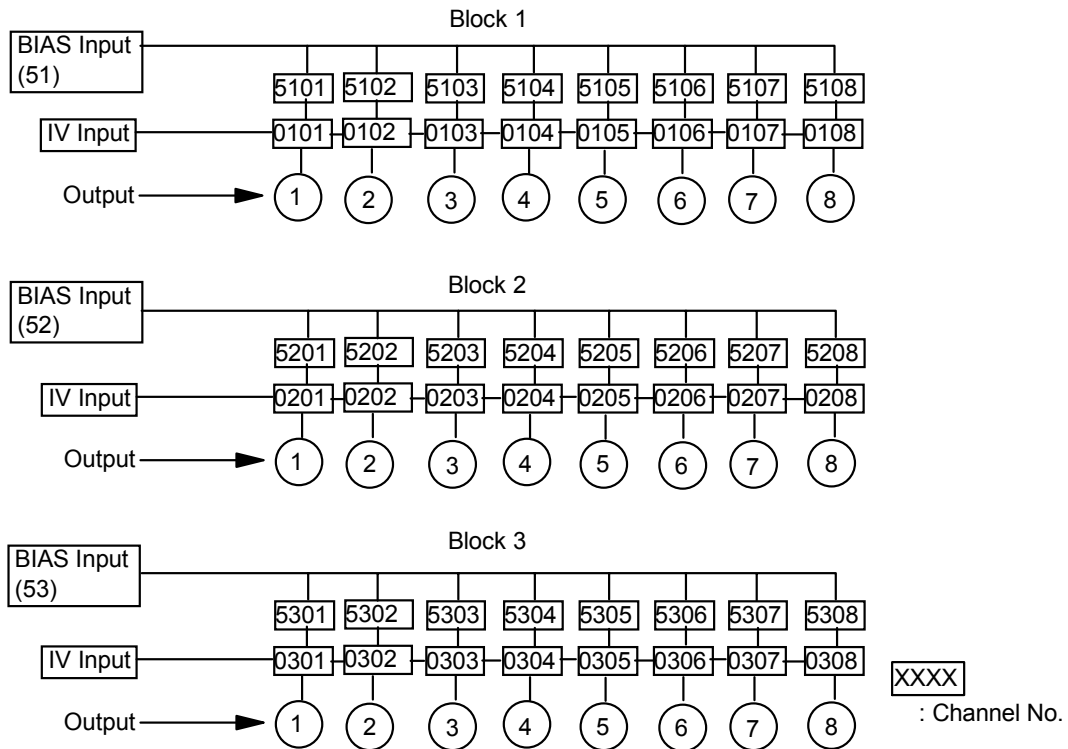 Block 1
BIAS Input
(51)
5101 5102 5103 5104 5105 5106 5107 5108
IV Input 0101 0102 0103 0104 0105 0106 0107 0108
Output 1 2 3 4 5 6 7 8
Block 2
BIAS Input
(52)
5201 5202 5203 5204 5205 5206 5207 5208
IV Input 0201 0202 0203 0204 0205 0206 0207 0208
Output 1 2 3 4 5 6 7 8
Block 3
BIAS Input
(53)
5301 5302 5303 5304 5305 5306 5307 5308
IV Input 0301 0302 0303 0304 0305 0306 0307 0308
XXXX
Output 1 2 3 4 5 6 7 8
: Channel No.